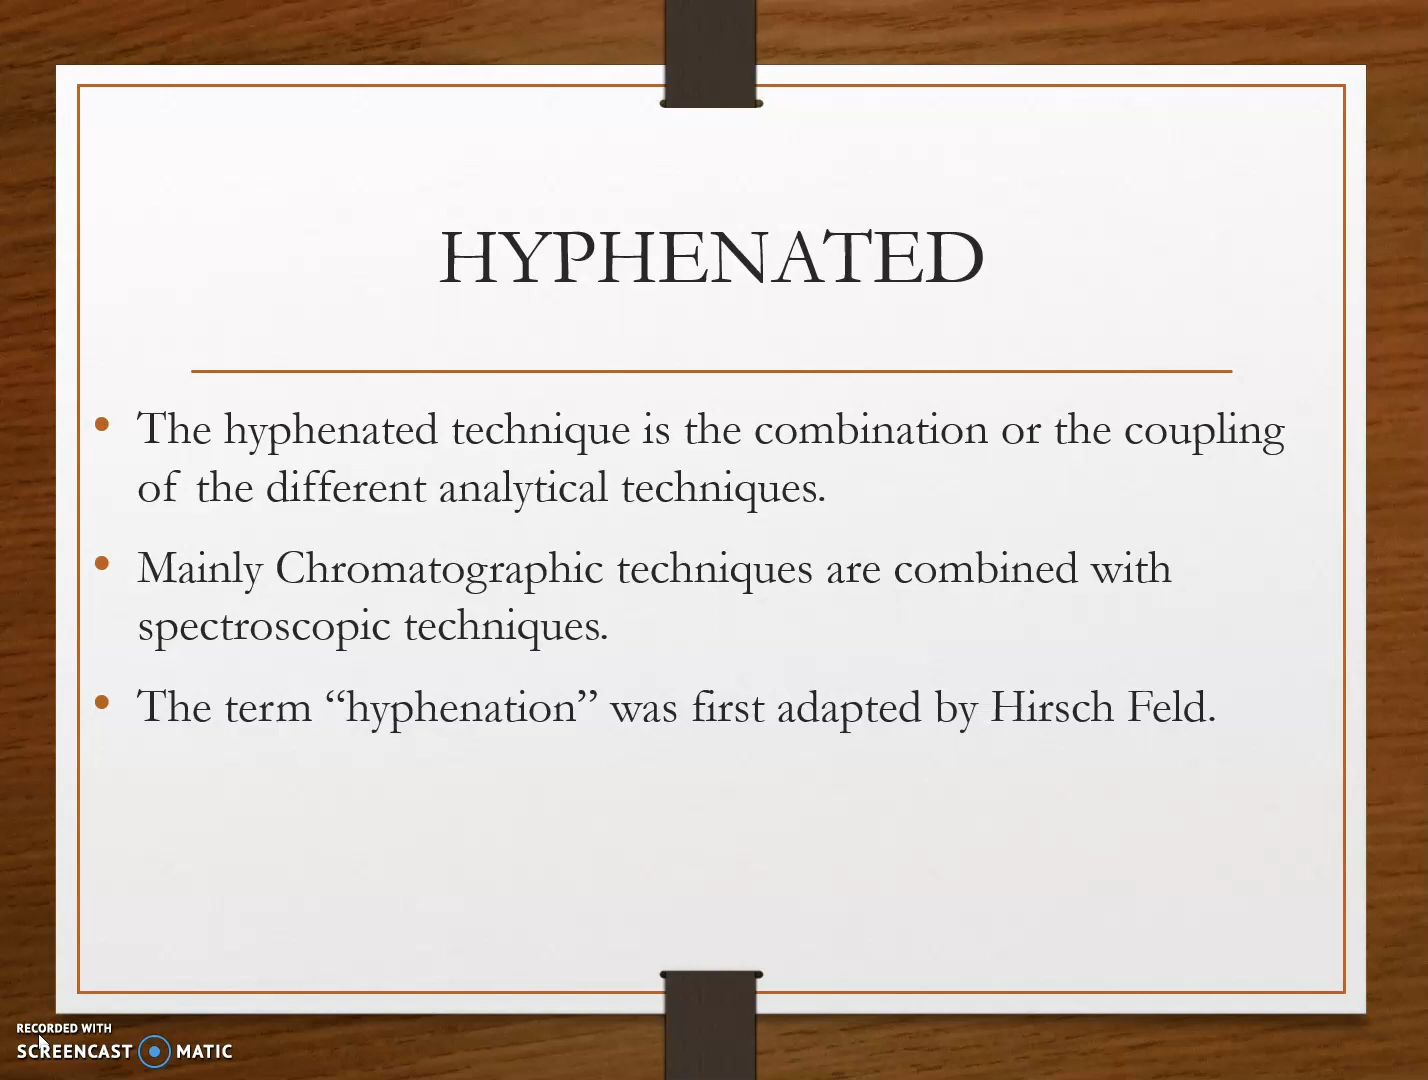 HYPHENATED
• The hyphenated technique is the combination or the coupling
of the different analytical techniques.
• Mainly Chromatographic techniques are combined with
spectroscopic techniques.
• The term “hyphenation” was first adapted by Hirsch Feld.
RECORDED WITH
SCREENCAST MATIC